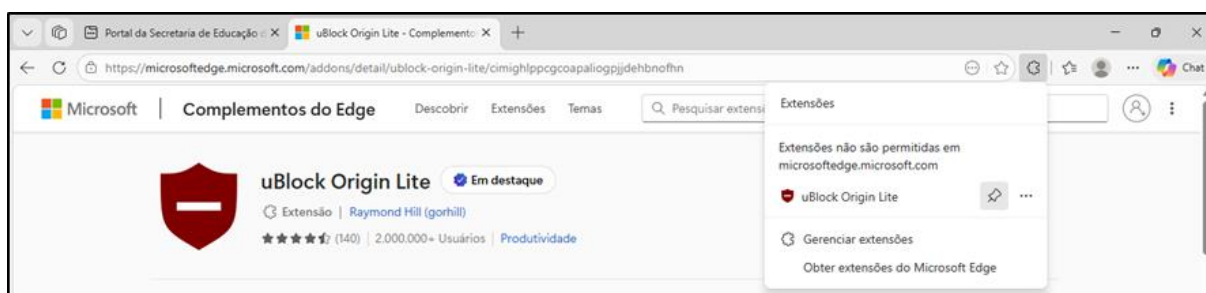 Portal da Secretaria de Educação d
uBlock Origin Lite - Complemento
https://microsoftedge.microsoft.com/addons/detail/ublock-origin-lite/cimighlppcgcoapaliogpjjdehbnofhn
Chat
Microsoft | Complementos do Edge
Descobrir
Extensões
Temas
Pesquisar extensõ
Extensões
Extensões não são permitidas em
microsoftedge.microsoft.com
uBlock Origin Lite
Gerenciar extensões
Obter extensões do Microsoft Edge
uBlock Origin Lite
Em destaque
Extensão | Raymond Hill (gorhill)
(140) | 2.000.000+ Usuários | Produtividade